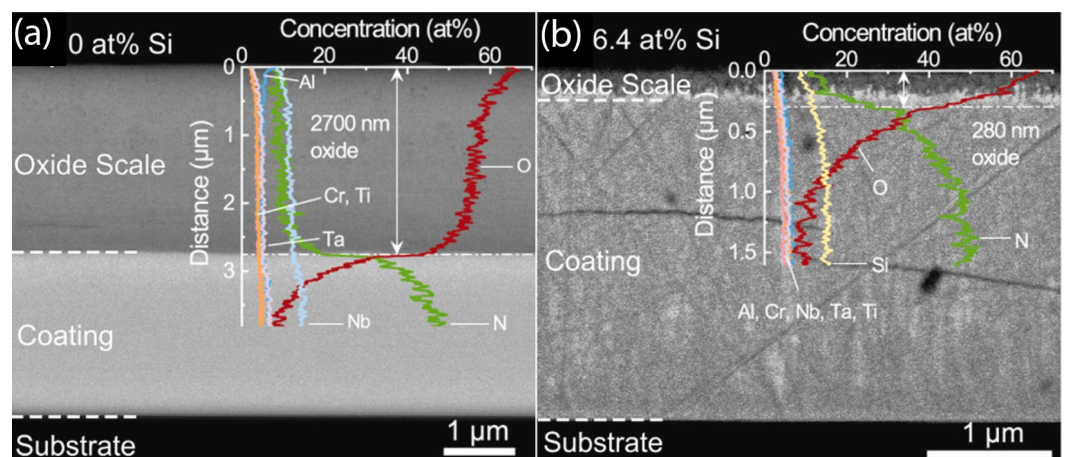 (a) 0 at% Si
Concentration (at%)
0 20 40 60
Al
2700 nm
oxide
O
Oxide Scale
Distance (μm)
0
1
2
3
Cr, Ti
Ta
Coating
Nb
N
Substrate
1 μm
(b) 6.4 at% Si
Concentration (at%)
0 20 40 60
Oxide Scale
Distance (μm)
0.0
0.5
1.0
1.5
280 nm
oxide
O
N
Si
Coating
Al, Cr, Nb, Ta, Ti
Substrate
1 μm